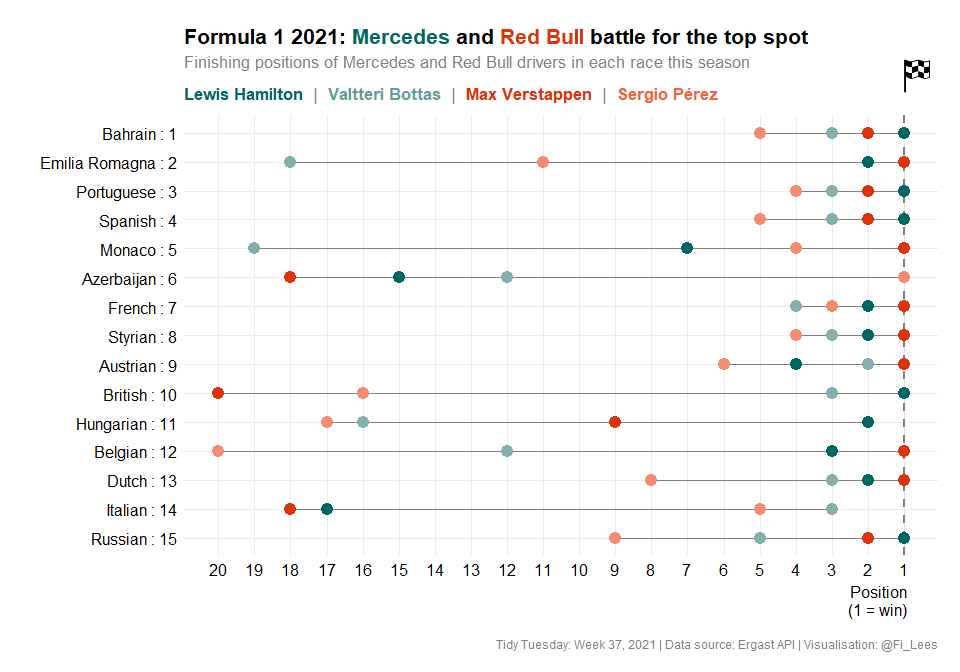 Formula 1 2021: Mercedes and Red Bull battle for the top spot
Finishing positions of Mercedes and Red Bull drivers in each race this season
Lewis Hamilton | Valtteri Bottas | Max Verstappen | Sergio Pérez
Bahrain : 1
Emilia Romagna : 2
Portuguese : 3
Spanish : 4
Monaco : 5
Azerbaijan : 6
French : 7
Styrian : 8
Austrian : 9
British : 10
Hungarian : 11
Belgian : 12
Dutch : 13
Italian : 14
Russian : 15
20 19 18 17 16 15 14 13 12 11 10 9 8 7 6 5 4 3 2 1
Position
(1 = win)
Tidy Tuesday: Week 37, 2021 | Data source: Ergast API | Visualisation: @Fi_Lees